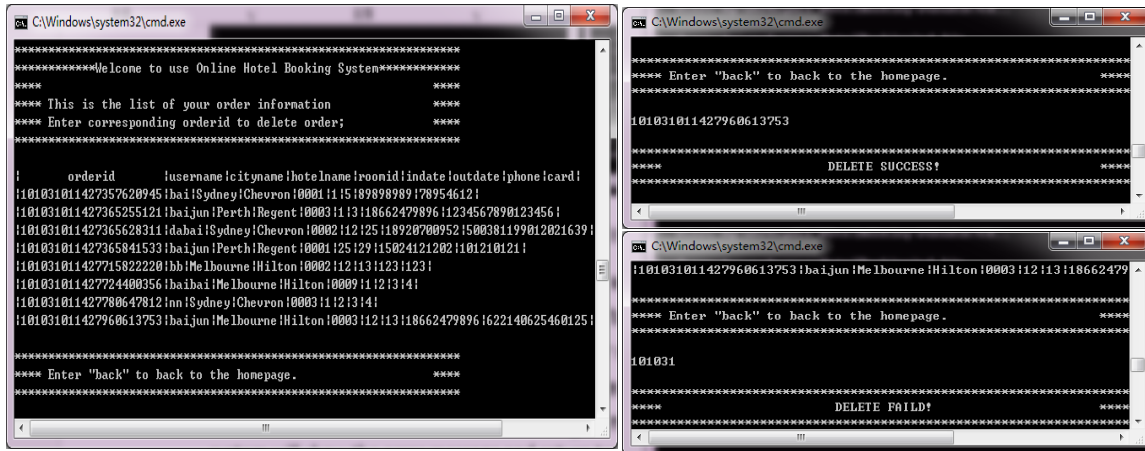 C:\Windows\system32\cmd.exe
*****************************************************************
************Welcome to use Online Hotel Booking System************
**** ****
**** This is the list of your order information ****
**** Enter corresponding orderid to delete order; ****
*****************************************************************
| orderid |username|cityname|hotelname|roomid|indate|outdate|phone|card|
|101031011427357620945|bai|Sydney|Chevron|0001|1|5|89898989|78954612|
|101031011427365255121|baijun|Perth|Regent|0003|1|3|18662479896|1234567890123456|
|101031011427365628311|dabai|Sydney|Chevron|0002|12|25|18920700952|500381199012021639|
|101031011427365841533|baijun|Perth|Regent|0001|25|29|15024121202|101210121|
|101031011427715822220|bb|Melbourne|Hilton|0002|12|13|123|123|
|101031011427724400356|baibai|Melbourne|Hilton|0009|1|2|3|4|
|101031011427780647812|nn|Sydney|Chevron|0003|1|2|3|4|
|101031011427960613753|baijun|Melbourne|Hilton|0003|12|13|18662479896|622140625460125|
*****************************************************************
**** Enter "back" to back to the homepage. ****
*****************************************************************
C:\Windows\system32\cmd.exe
*****************************************************************
**** Enter "back" to back to the homepage. ****
*****************************************************************
101031011427960613753
*****************************************************************
**** DELETE SUCCESS! ****
*****************************************************************
C:\Windows\system32\cmd.exe
|101031011427960613753|baijun|Melbourne|Hilton|0003|12|13|18662479
*****************************************************************
**** Enter "back" to back to the homepage. ****
*****************************************************************
101031
*****************************************************************
**** DELETE FAILD! ****
*****************************************************************